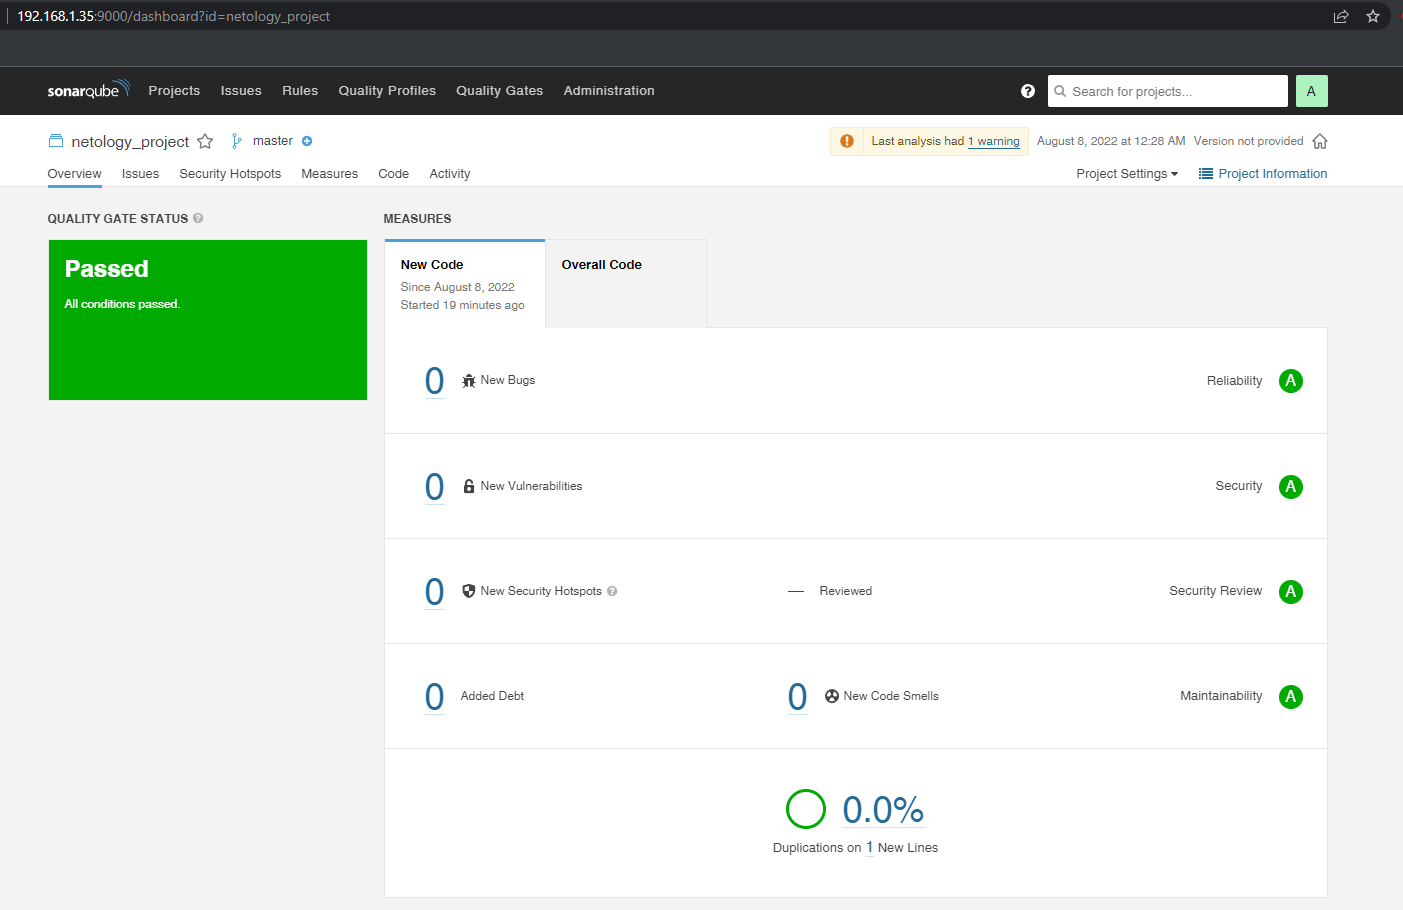 192.168.1.35:9000/dashboard?id=netology_project
sonarqube Projects Issues Rules Quality Profiles Quality Gates Administration ? Search for projects... A
netology_project master Last analysis had 1 warning August 8, 2022 at 12:28 AM Version not provided
Overview Issues Security Hotspots Measures Code Activity Project Settings Project Information
QUALITY GATE STATUS ?
Passed
All conditions passed.
MEASURES
New Code
Since August 8, 2022
Started 19 minutes ago
Overall Code
0 New Bugs Reliability A
0 New Vulnerabilities Security A
0 New Security Hotspots ? — Reviewed Security Review A
0 Added Debt 0 New Code Smells Maintainability A
0.0%
Duplications on 1 New Lines